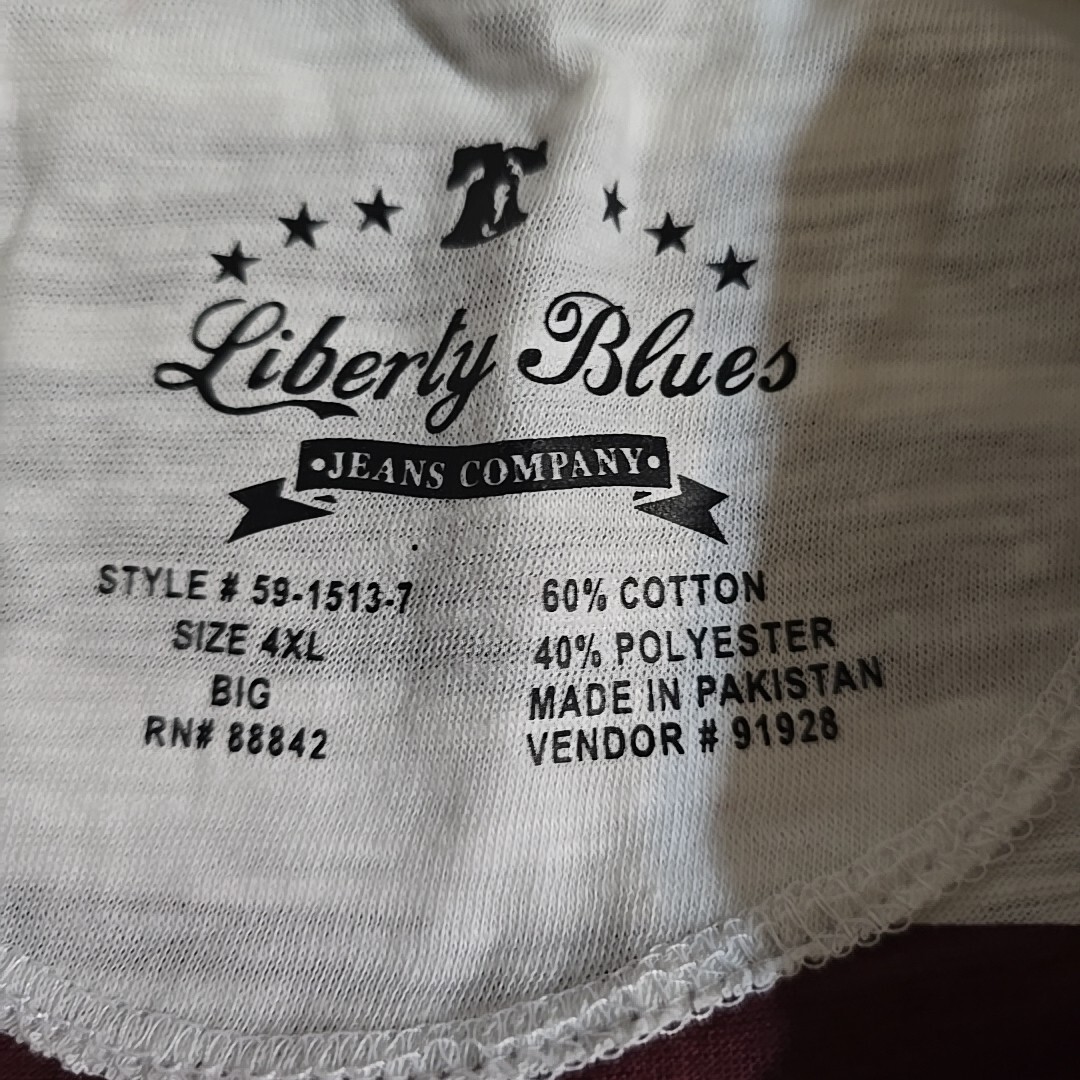 Liberty Blues
•JEANS COMPANY•
STYLE # 59-1513-7
SIZE 4XL
BIG
RN# 88842
60% COTTON
40% POLYESTER
MADE IN PAKISTAN
VENDOR # 91928